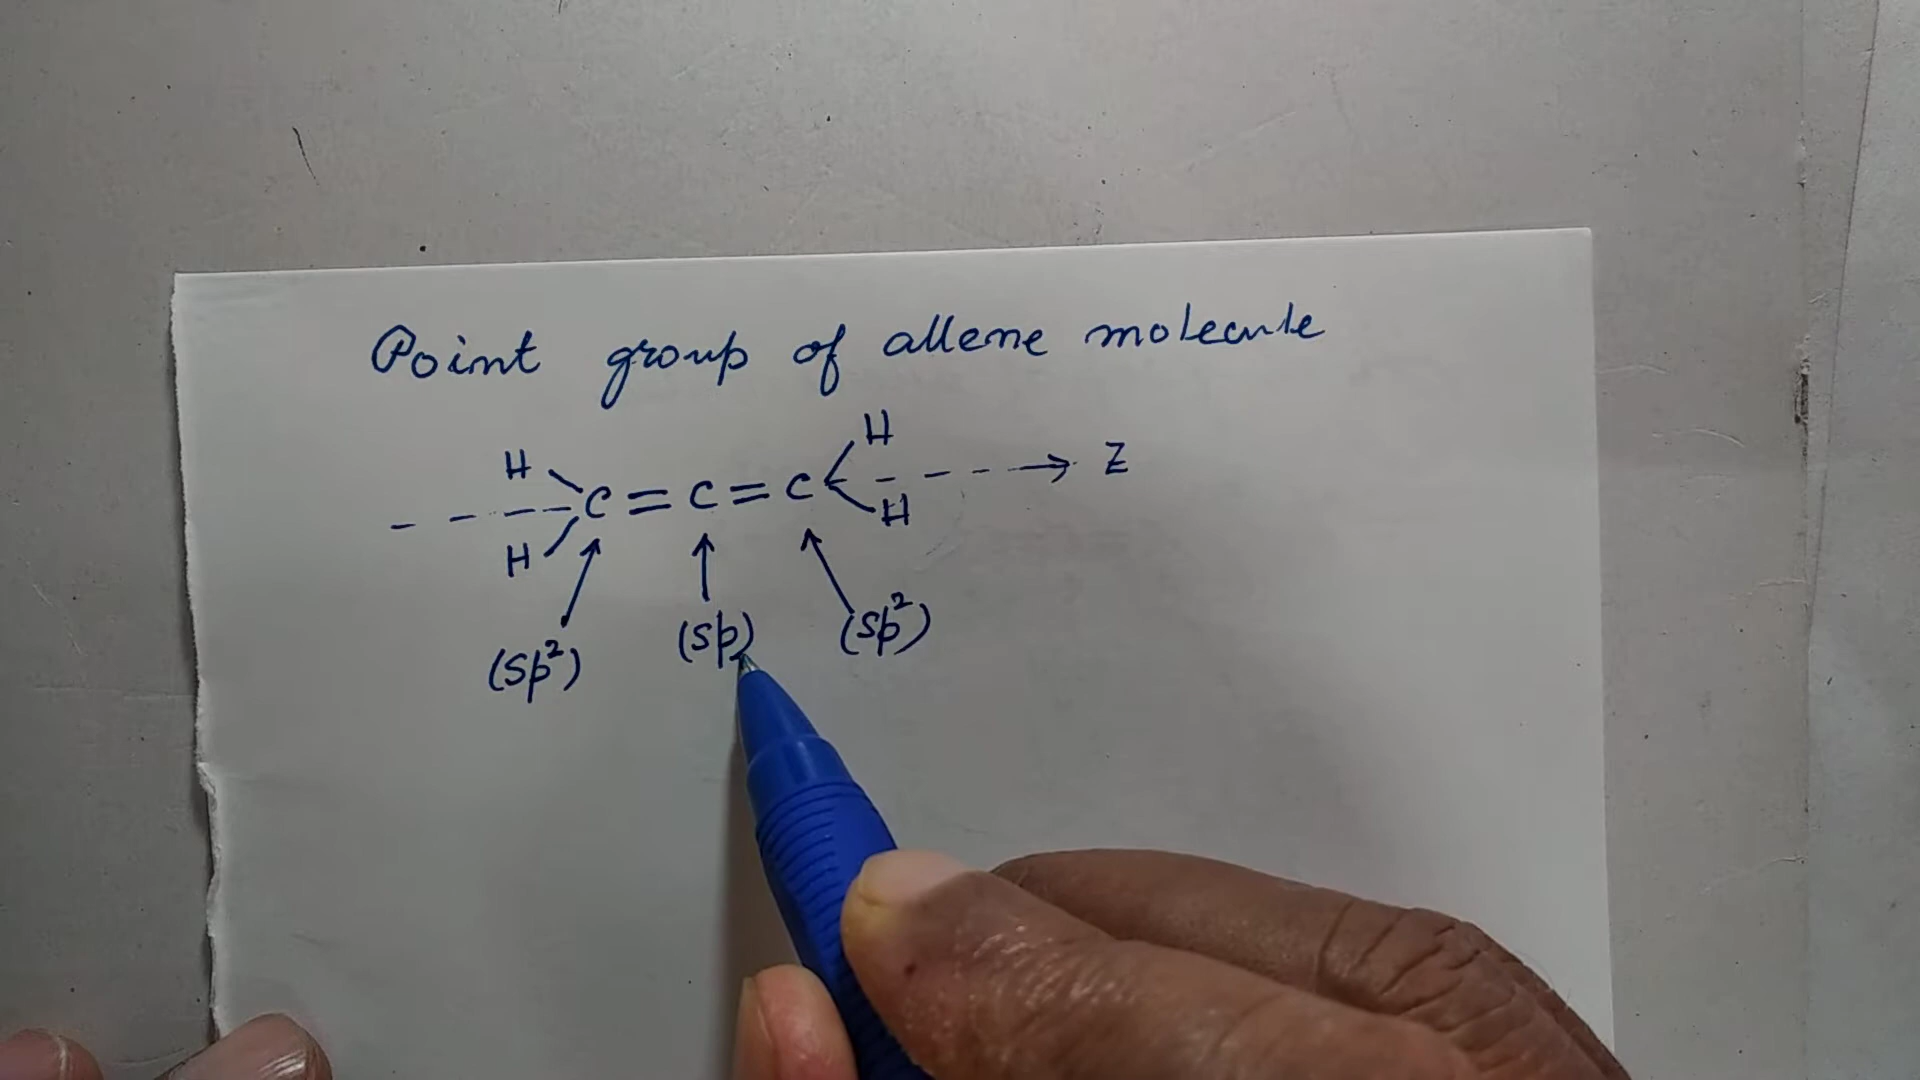 Point group of allene molecule
H H
C = C = C Z
H H
(sp²) (sp) (sp²)